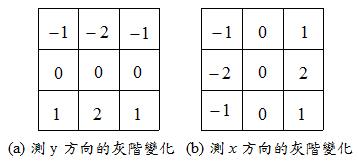 -1 -2 -1
0 0 0
1 2 1
(a) 測 y 方向的灰階變化
-1 0 1
-2 0 2
-1 0 1
(b) 測 x 方向的灰階變化